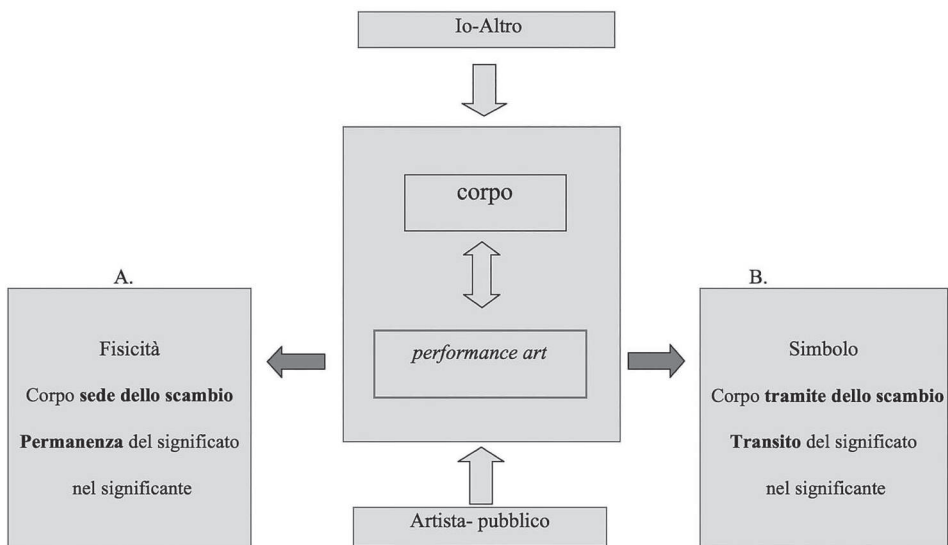 Io-Altro
corpo
A.
B.
Fisicità
Corpo sede dello scambio
Permanenza del significato
nel significante
performance art
Simbolo
Corpo tramite dello scambio
Transito del significato
nel significante
Artista- pubblico